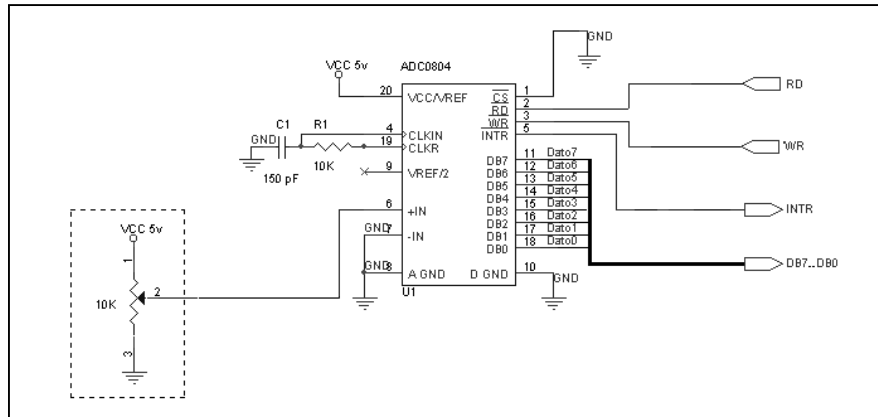 GND
VCC 5v
ADC0804
20 VCC/VREF
CS 1
RD 2
WR 3
INTR 5
RD
WR
C1
R1
GND
4 CLKIN
19 CLKR
150 pF
10K
9 VREF/2
DB7 11 Dato7
DB6 12 Dato6
DB5 13 Dato5
DB4 14 Dato4
DB3 15 Dato3
DB2 16 Dato2
DB1 17 Dato1
DB0 18 Dato0
6 +IN
INTR
GND 7 -IN
GND 8 A GND
D GND 10
GND
U1
DB7..DB0
VCC 5v
1
10K
2
3